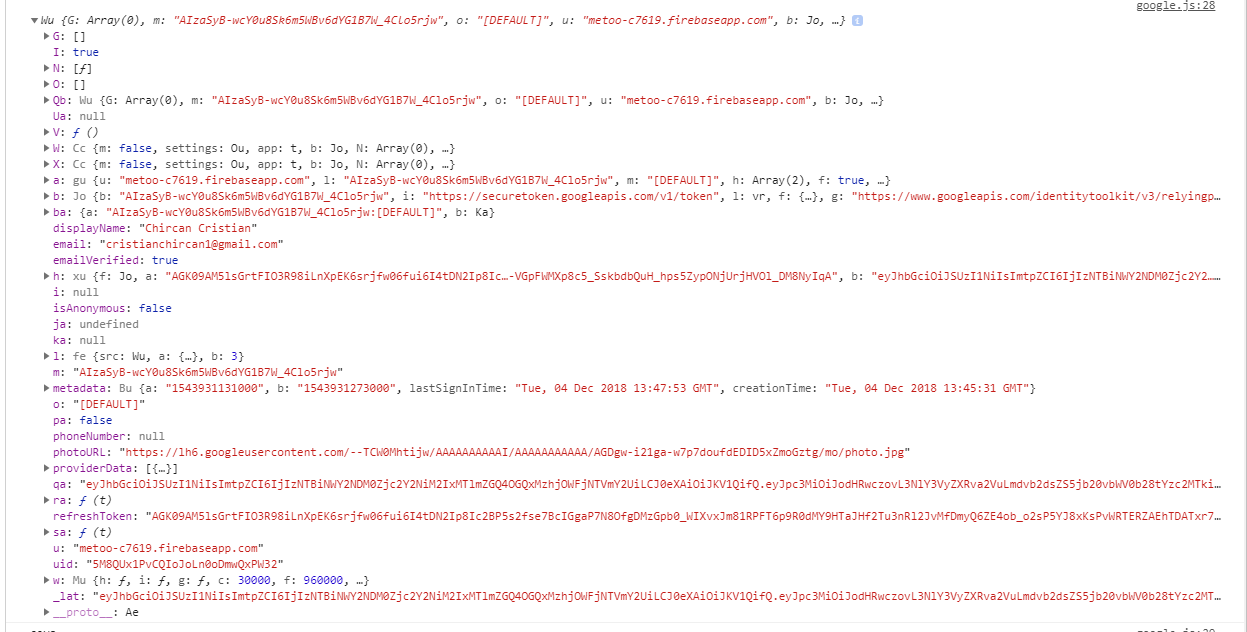 google.js:28
Wu {G: Array(0), m: "AIzaSyB-wcY0u8Sk6m5WBv6dYG1B7W_4Clo5rjw", o: "[DEFAULT]", u: "metoo-c7619.firebaseapp.com", b: Jo, …}
G: []
I: true
N: [ƒ]
O: []
Qb: Wu {G: Array(0), m: "AIzaSyB-wcY0u8Sk6m5WBv6dYG1B7W_4Clo5rjw", o: "[DEFAULT]", u: "metoo-c7619.firebaseapp.com", b: Jo, …}
Ua: null
V: ƒ ()
W: Cc {m: false, settings: Ou, app: t, b: Jo, N: Array(0), …}
X: Cc {m: false, settings: Ou, app: t, b: Jo, N: Array(0), …}
a: gu {u: "metoo-c7619.firebaseapp.com", l: "AIzaSyB-wcY0u8Sk6m5WBv6dYG1B7W_4Clo5rjw", m: "[DEFAULT]", h: Array(2), f: true, …}
b: Jo {b: "AIzaSyB-wcY0u8Sk6m5WBv6dYG1B7W_4Clo5rjw", i: "https://securetoken.googleapis.com/v1/token", l: vr, f: {…}, g: "https://www.googleapis.com/identitytoolkit/v3/relyingp…
ba: {a: "AIzaSyB-wcY0u8Sk6m5WBv6dYG1B7W_4Clo5rjw:[DEFAULT]", b: Ka}
displayName: "Chircan Cristian"
email: "cristianchircan1@gmail.com"
emailVerified: true
h: xu {f: Jo, a: "AGK09AM5lsGrtFIO3R98iLnXpEK6srjfw06fui6I4tDN2Ip8Ic…-VGpFWMXp8c5_SskbdbQuH_hps5ZypONjUrjHVOl_DM8NyIqA", b: "eyJhbGciOiJSUzI1NiIsImtpZCI6IjIzNTBiNWY2NDM0Zjc2Y2……
i: null
isAnonymous: false
ja: undefined
ka: null
l: fe {src: Wu, a: {…}, b: 3}
m: "AIzaSyB-wcY0u8Sk6m5WBv6dYG1B7W_4Clo5rjw"
metadata: Bu {a: "1543931131000", b: "1543931273000", lastSignInTime: "Tue, 04 Dec 2018 13:47:53 GMT", creationTime: "Tue, 04 Dec 2018 13:45:31 GMT"}
o: "[DEFAULT]"
pa: false
phoneNumber: null
photoURL: "https://lh6.googleusercontent.com/--TCW0Mhtijw/AAAAAAAAAAI/AAAAAAAAAAA/AGDgw-i21ga-w7p7doufdEDID5xZmoGztg/mo/photo.jpg"
providerData: [{…}]
qa: "eyJhbGciOiJSUzI1NiIsImtpZCI6IjIzNTBiNWY2NDM0Zjc2Y2NiM2IxMTlmZGQ4OGQxMzhjOWFjNTVmY2UiLCJ0eXAiOiJKV1QifQ.eyJpc3MiOiJodHRwczovL3NlY3VyZXRva2VuLmdvb2dsZS5jb20vbWV0b28tYzc2MTki…
ra: ƒ (t)
refreshToken: "AGK09AM5lsGrtFIO3R98iLnXpEK6srjfw06fui6I4tDN2Ip8Ic2BP5s2fse7BcIGgaP7N8OfgDMzGpb0_WIXvxJm81RPFT6p9R0dMY9HTaJHf2Tu3nRl2JvMfDmyQ6ZE4ob_o2sP5YJ8xKsPvWRTERZAEhTDATxr7…
sa: ƒ (t)
u: "metoo-c7619.firebaseapp.com"
uid: "5M8QUx1PvCQIoJoLn0oDmwQxPW32"
w: Mu {h: ƒ, i: ƒ, g: ƒ, c: 30000, f: 960000, …}
_lat: "eyJhbGciOiJSUzI1NiIsImtpZCI6IjIzNTBiNWY2NDM0Zjc2Y2NiM2IxMTlmZGQ4OGQxMzhjOWFjNTVmY2UiLCJ0eXAiOiJKV1QifQ.eyJpc3MiOiJodHRwczovL3NlY3VyZXRva2VuLmdvb2dsZS5jb20vbWV0b28tYzc2MT…
__proto__: Ae